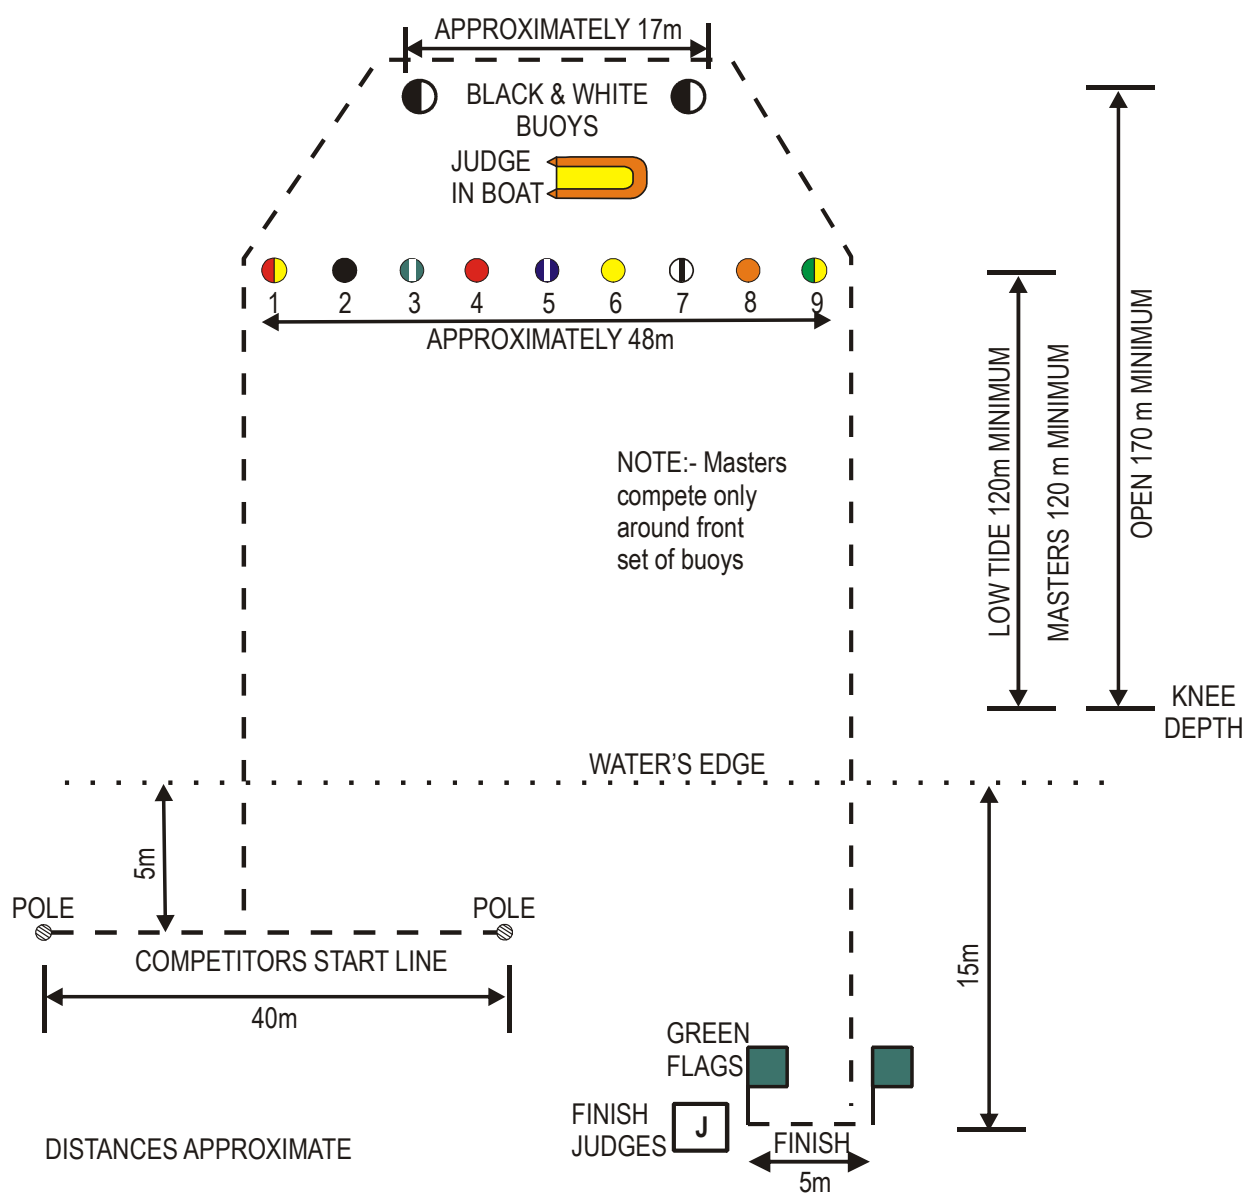 APPROXIMATELY 17m
BLACK & WHITE
BUOYS
JUDGE
IN BOAT
1 2 3 4 5 6 7 8 9
APPROXIMATELY 48m
NOTE:- Masters
compete only
around front
set of buoys
LOW TIDE 120m MINIMUM
MASTERS 120 m MINIMUM
OPEN 170 m MINIMUM
KNEE
DEPTH
WATER'S EDGE
5m
POLE
POLE
COMPETITORS START LINE
40m
15m
GREEN
FLAGS
FINISH
JUDGES
J
FINISH
5m
DISTANCES APPROXIMATE